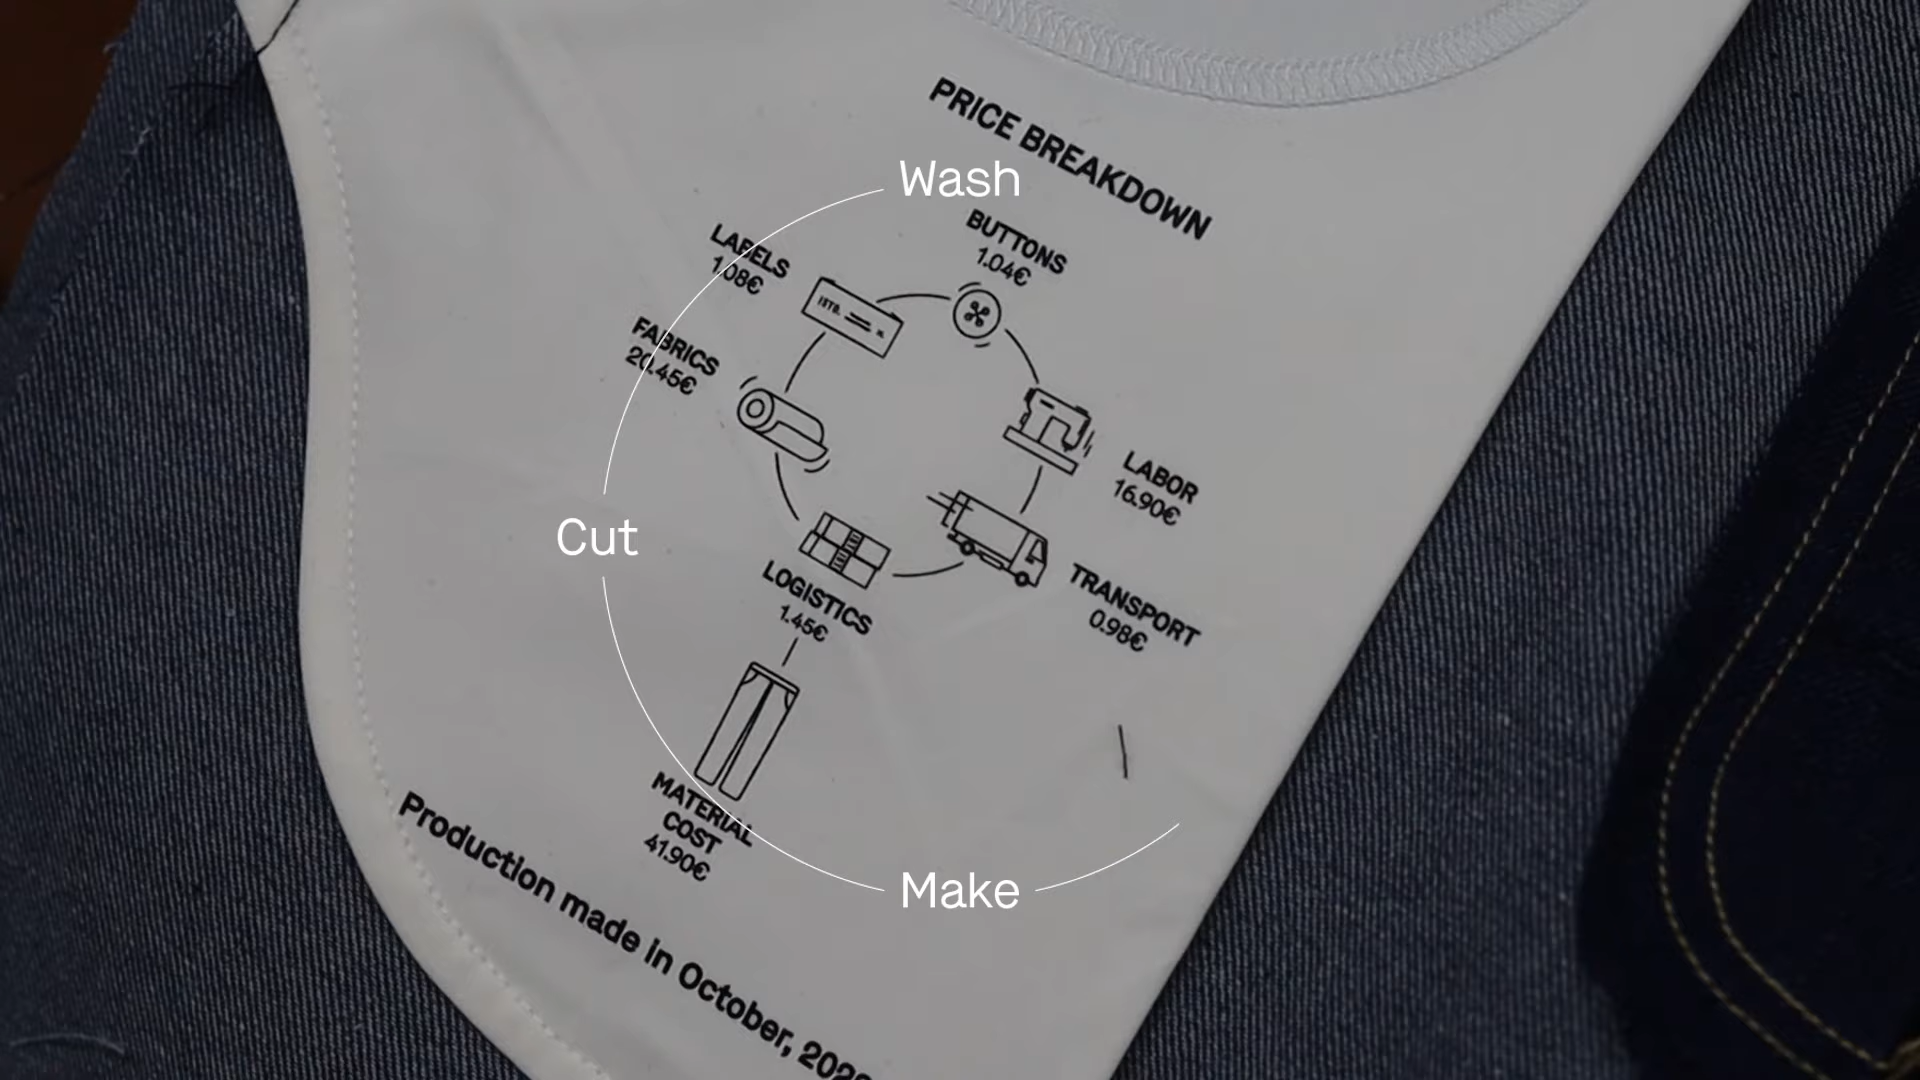 PRICE BREAKDOWN
Wash
BUTTONS
1.04€
LABELS
1.08€
ISTO.
FABRICS
20.45€
LABOR
16.90€
Cut
LOGISTICS
1.45€
TRANSPORT
0.98€
MATERIAL
COST
41.90€
Make
Production made in October,